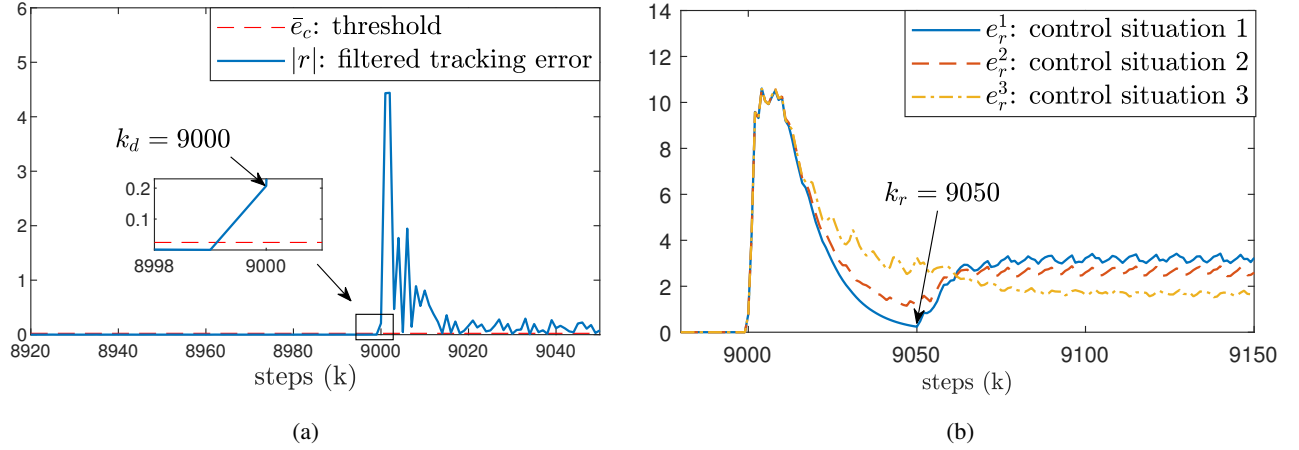 6
5
4
3
2
1
0
ē_c: threshold
|r|: filtered tracking error
k_d = 9000
0.2
0.1
8998
9000
8920
8940
8960
8980
9000
9020
9040
steps (k)
(a)
14
12
10
8
6
4
2
0
e_r^1: control situation 1
e_r^2: control situation 2
e_r^3: control situation 3
k_r = 9050
9000
9050
9100
9150
steps (k)
(b)